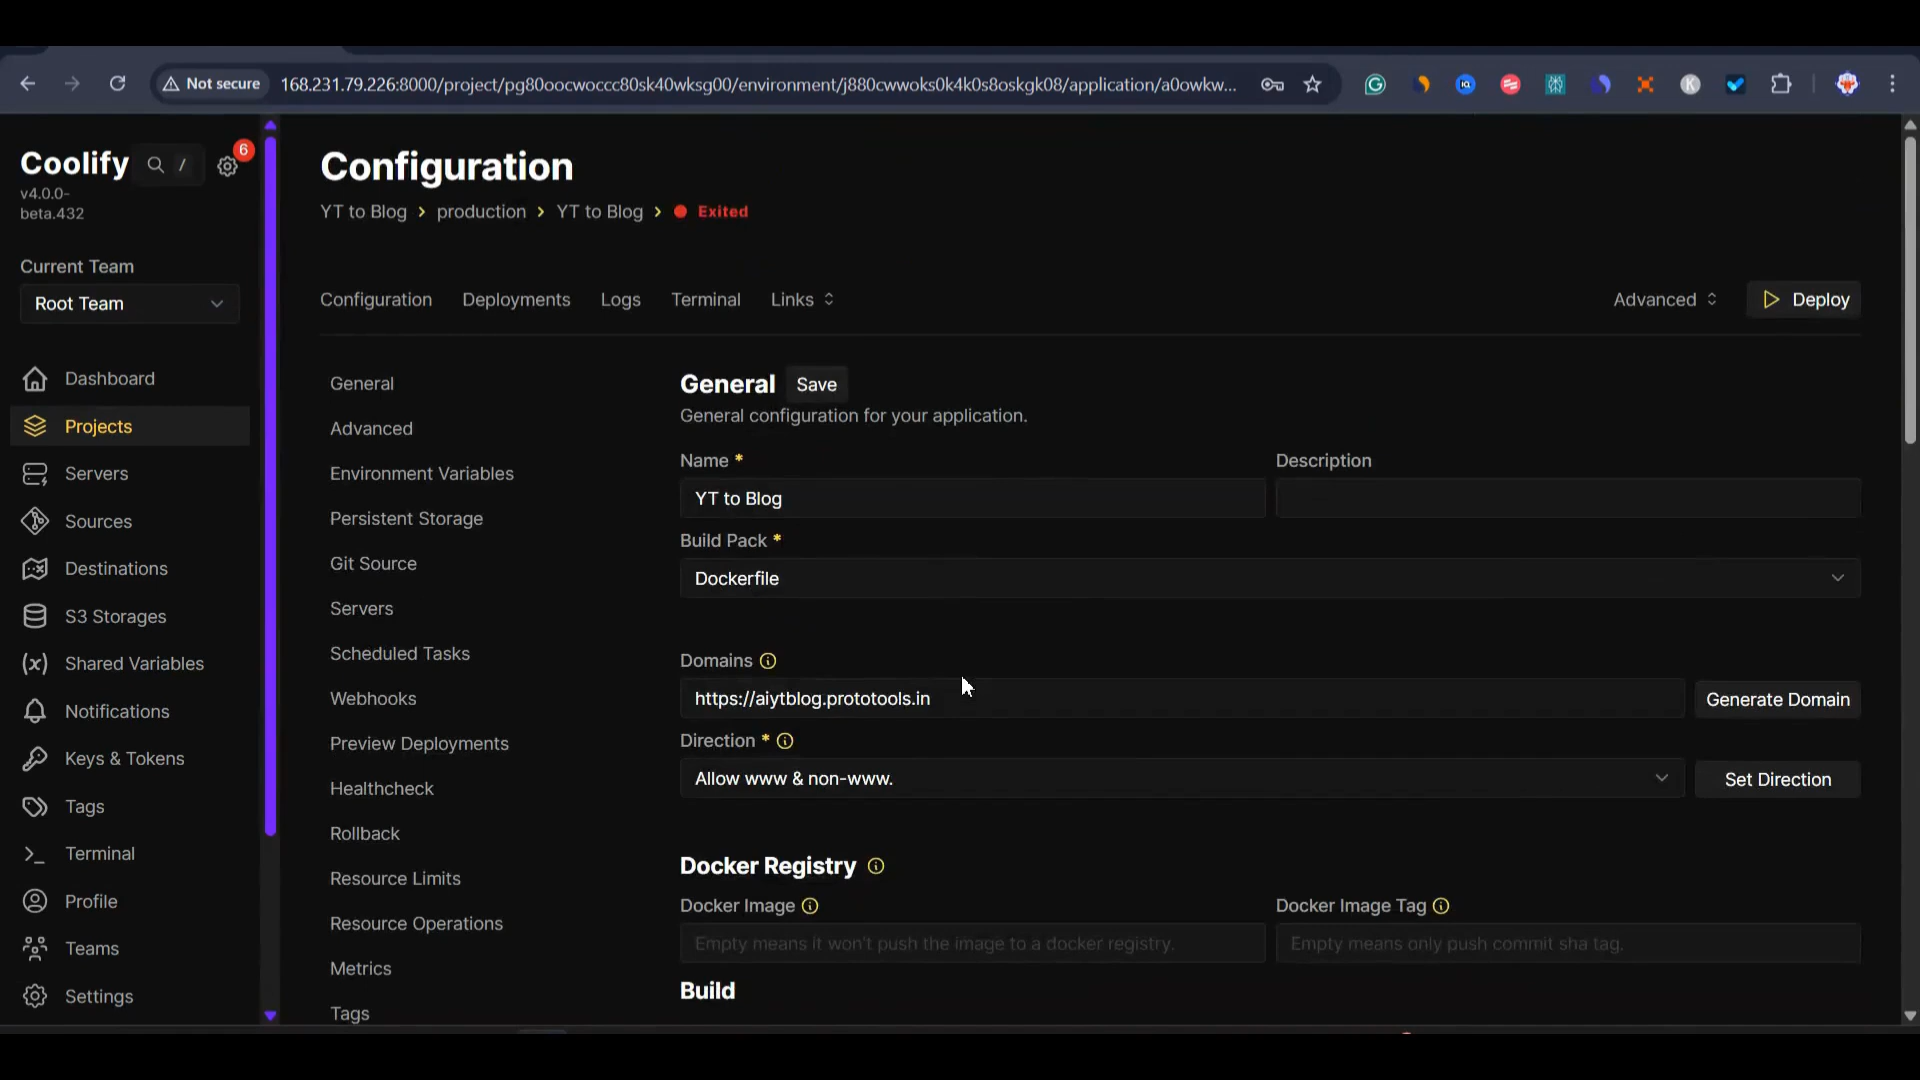 Not secure
168.231.79.226:8000/project/pg80oocwoccc80sk40wksg00/environment/j880cwwoks0k4k0s8oskgk08/application/a0owkw...
Coolify
/
6
v4.0.0-
beta.432
Current Team
Root Team
Dashboard
Projects
Servers
Sources
Destinations
S3 Storages
Shared Variables
Notifications
Keys & Tokens
Tags
Terminal
Profile
Teams
Settings
Configuration
YT to Blog > production > YT to Blog > Exited
Configuration Deployments Logs Terminal Links
Advanced Deploy
General
Advanced
Environment Variables
Persistent Storage
Git Source
Servers
Scheduled Tasks
Webhooks
Preview Deployments
Healthcheck
Rollback
Resource Limits
Resource Operations
Metrics
Tags
General Save
General configuration for your application.
Name * Description
YT to Blog
Build Pack *
Dockerfile
Domains
https://aiytblog.prototools.in Generate Domain
Direction *
Allow www & non-www. Set Direction
Docker Registry
Docker Image Docker Image Tag
Empty means it won't push the image to a docker registry. Empty means only push commit sha tag.
Build